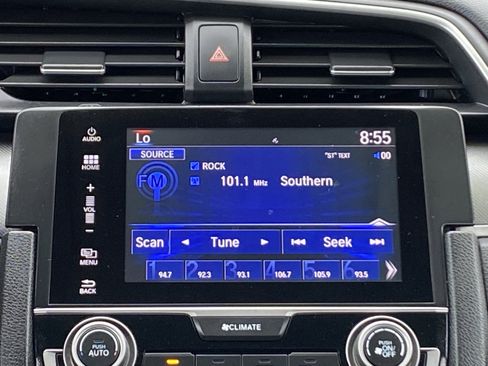 Lo 8:55
AUDIO
SOURCE "ST" TEXT 00
HOME ROCK
FM 101.1 MHz Southern
+
VOL
−
Scan Tune Seek
MENU
1 94.7 2 92.3 3 93.1 4 106.7 5 105.9 6 93.5
BACK
CLIMATE
PUSH AUTO PUSH